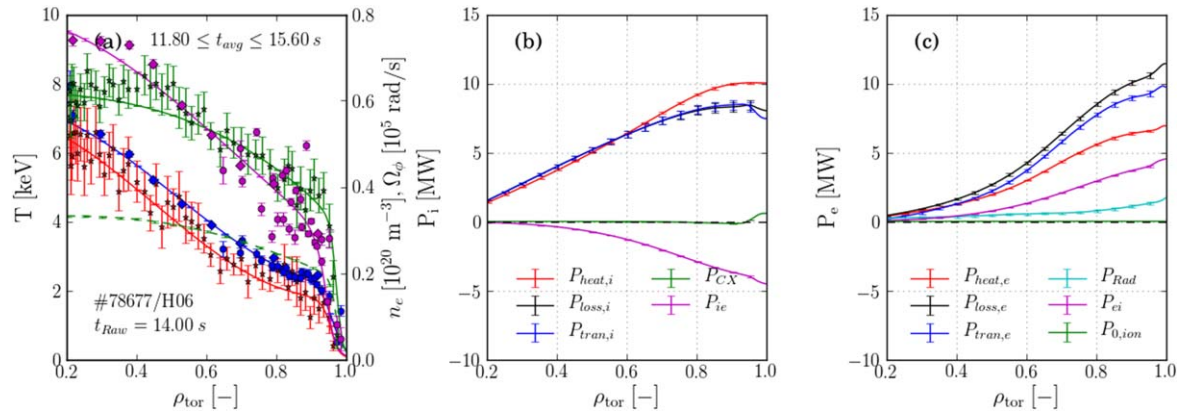 (a)
11.80 ≤ t_avg ≤ 15.60 s
#78677/H06
t_Raw = 14.00 s
T [keV]
10
8
6
4
2
0
0.8
0.6
0.4
0.2
0.0
n_e [10^20 m^-3], Ω_ϕ [10^5 rad/s]
0.2 0.4 0.6 0.8 1.0
ρ_tor [−]
(b)
P_i [MW]
15
10
5
0
−5
−10
P_heat,i P_CX
P_loss,i P_ie
P_tran,i
0.2 0.4 0.6 0.8 1.0
ρ_tor [−]
(c)
P_e [MW]
15
10
5
0
−5
−10
P_heat,e P_Rad
P_loss,e P_ei
P_tran,e P_0,ion
0.2 0.4 0.6 0.8 1.0
ρ_tor [−]